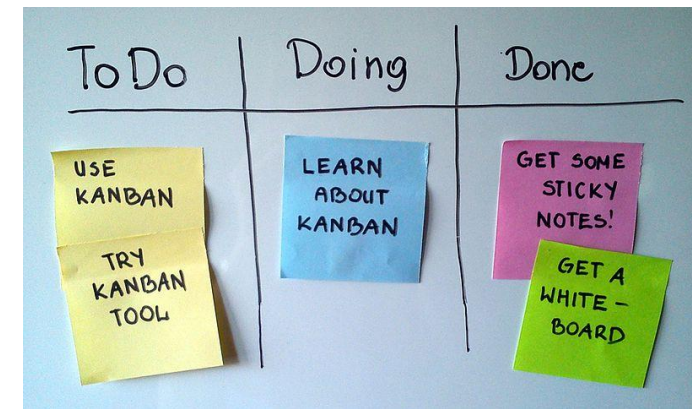 To Do
Doing
Done
USE
KANBAN
TRY
KANBAN
TOOL
LEARN
ABOUT
KANBAN
GET SOME
STICKY
NOTES!
GET A
WHITE -
BOARD